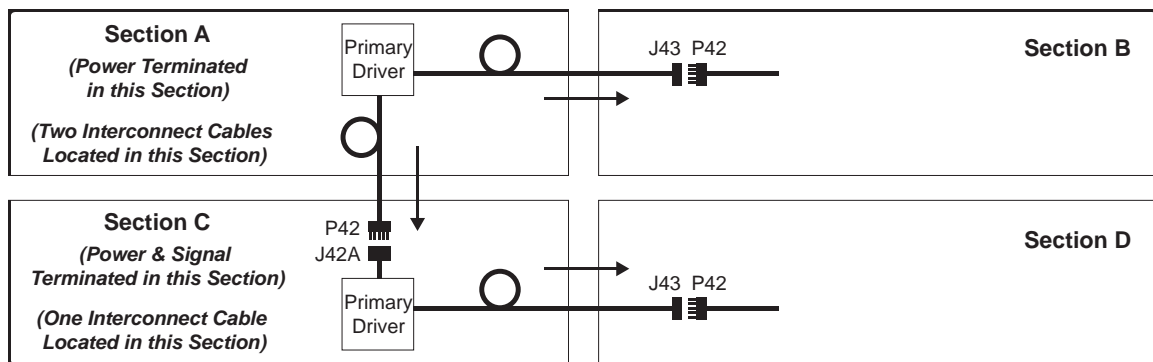 Section A
(Power Terminated
in this Section)
(Two Interconnect Cables
Located in this Section)
Primary
Driver
J43 P42
Section B
Section C
(Power & Signal
Terminated in this Section)
(One Interconnect Cable
Located in this Section)
P42
J42A
Primary
Driver
J43 P42
Section D